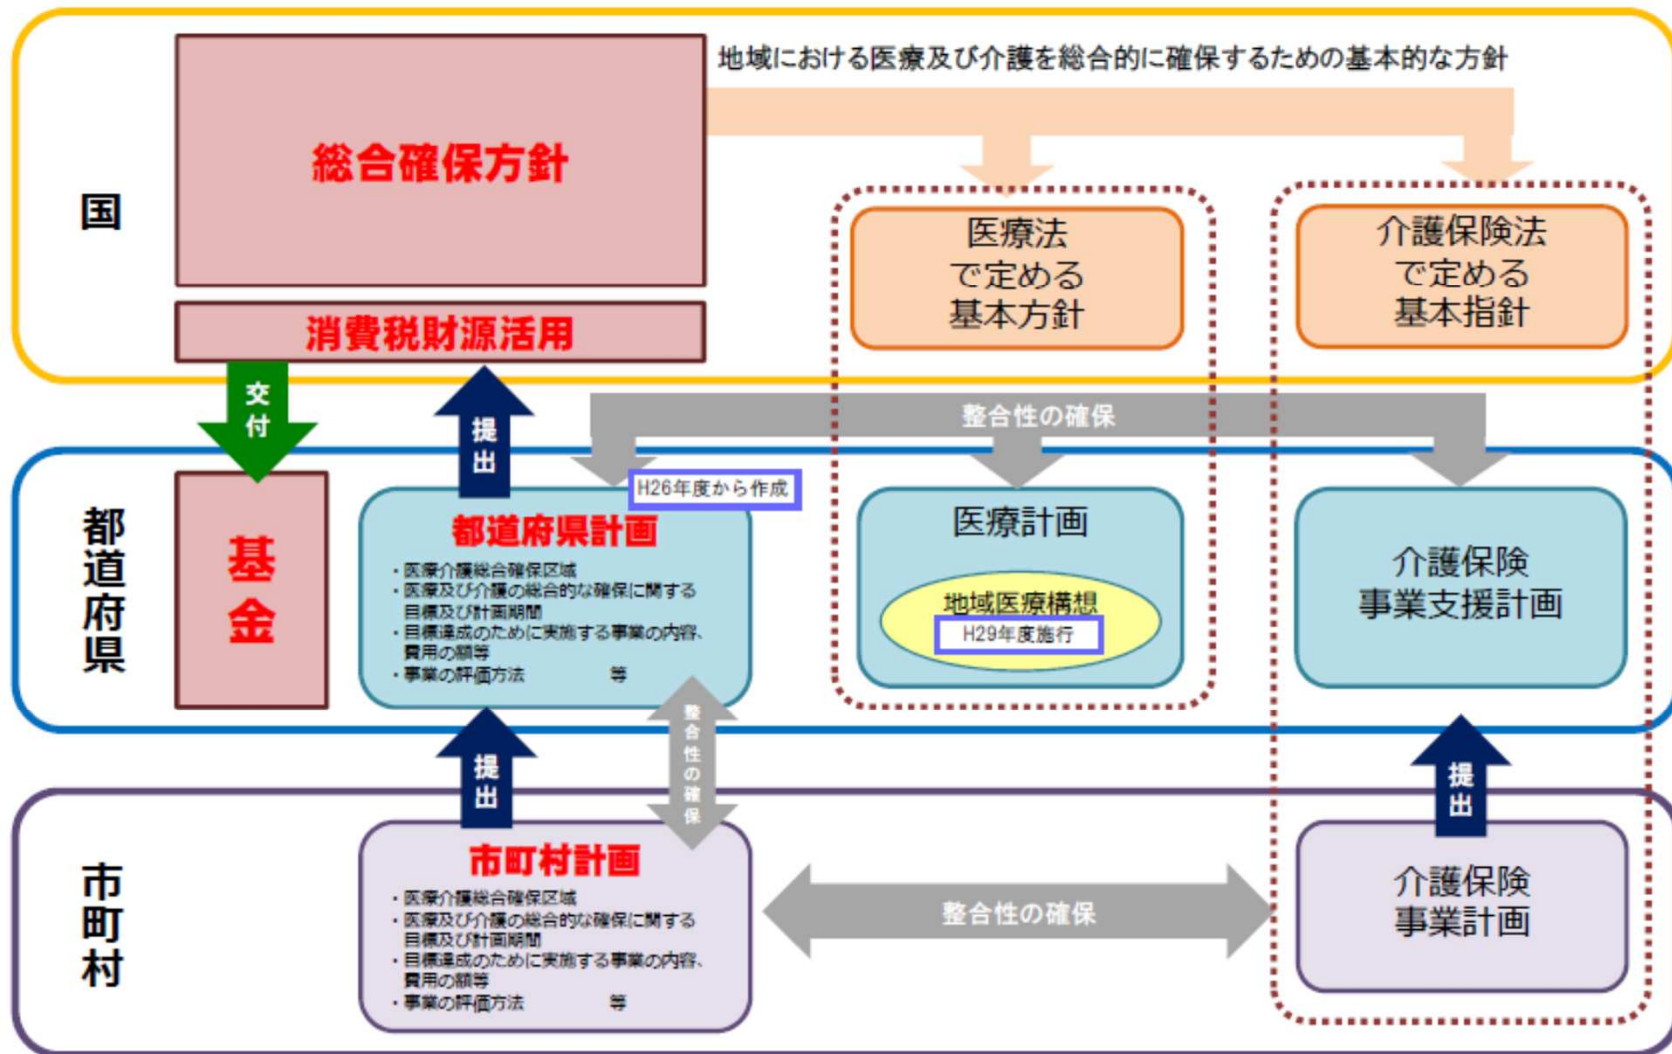 地域における医療及び介護を総合的に確保するための基本的な方針
国
総合確保方針
消費税財源活用
医療法
で定める
基本方針
介護保険法
で定める
基本指針
交付
提出
整合性の確保
都道府県
基金
H26年度から作成
都道府県計画
・医療介護総合確保区域
・医療及び介護の総合的な確保に関する
目標及び計画期間
・目標達成のために実施する事業の内容、
費用の額等
・事業の評価方法 等
医療計画
地域医療構想
H29年度施行
介護保険
事業支援計画
提出
整合性の確保
提出
市町村
市町村計画
・医療介護総合確保区域
・医療及び介護の総合的な確保に関する
目標及び計画期間
・目標達成のために実施する事業の内容、
費用の額等
・事業の評価方法 等
整合性の確保
介護保険
事業計画